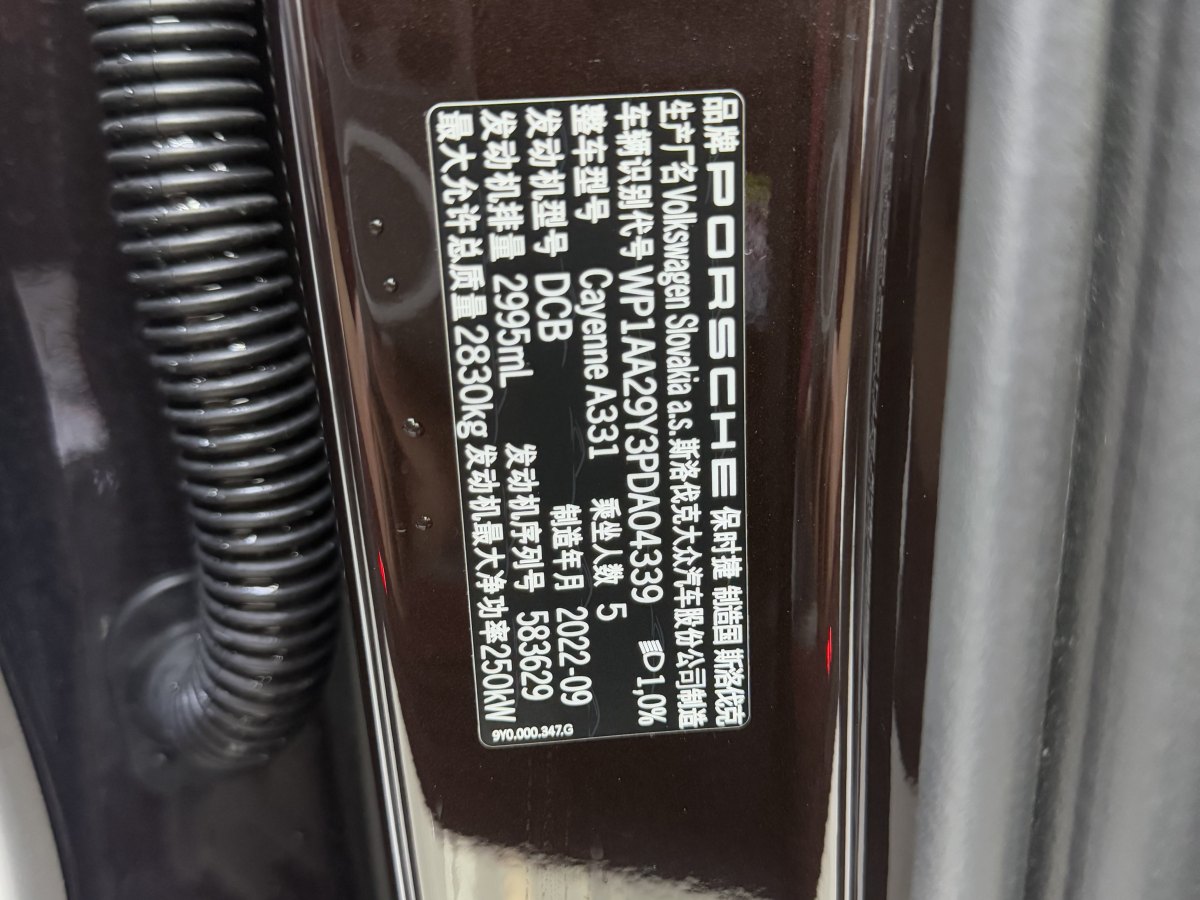 品牌 PORSCHE 保时捷 制造国 斯洛伐克
生产厂名 Volkswagen Slovakia a.s. 斯洛伐克大众汽车股份公司制造
车辆识别代号 WP1AA29Y3PDA04339 1,0%
整车型号 Cayenne A331 乘坐人数 5
发动机型号 DCB 制造年月 2022-09
发动机排量 2995mL 发动机序列号 583629
最大允许总质量 2830kg 发动机最大净功率250kW
9Y0.000.347.G